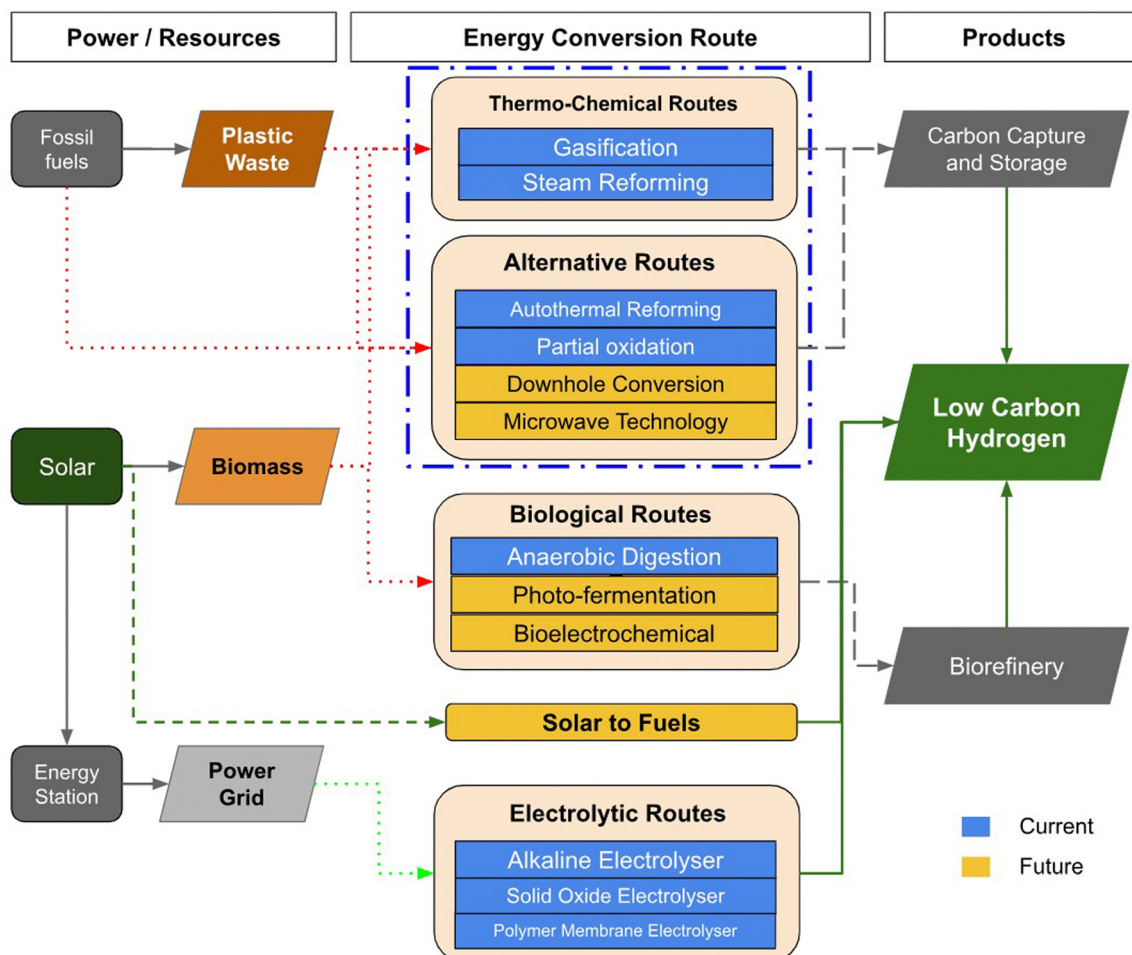 Power / Resources
Energy Conversion Route
Products
Fossil
fuels
Plastic
Waste
Thermo-Chemical Routes
Gasification
Steam Reforming
Carbon Capture
and Storage
Alternative Routes
Autothermal Reforming
Partial oxidation
Downhole Conversion
Microwave Technology
Low Carbon
Hydrogen
Solar
Biomass
Biological Routes
Anaerobic Digestion
Photo-fermentation
Bioelectrochemical
Biorefinery
Solar to Fuels
Energy
Station
Power
Grid
Electrolytic Routes
Alkaline Electrolyser
Solid Oxide Electrolyser
Polymer Membrane Electrolyser
Current
Future